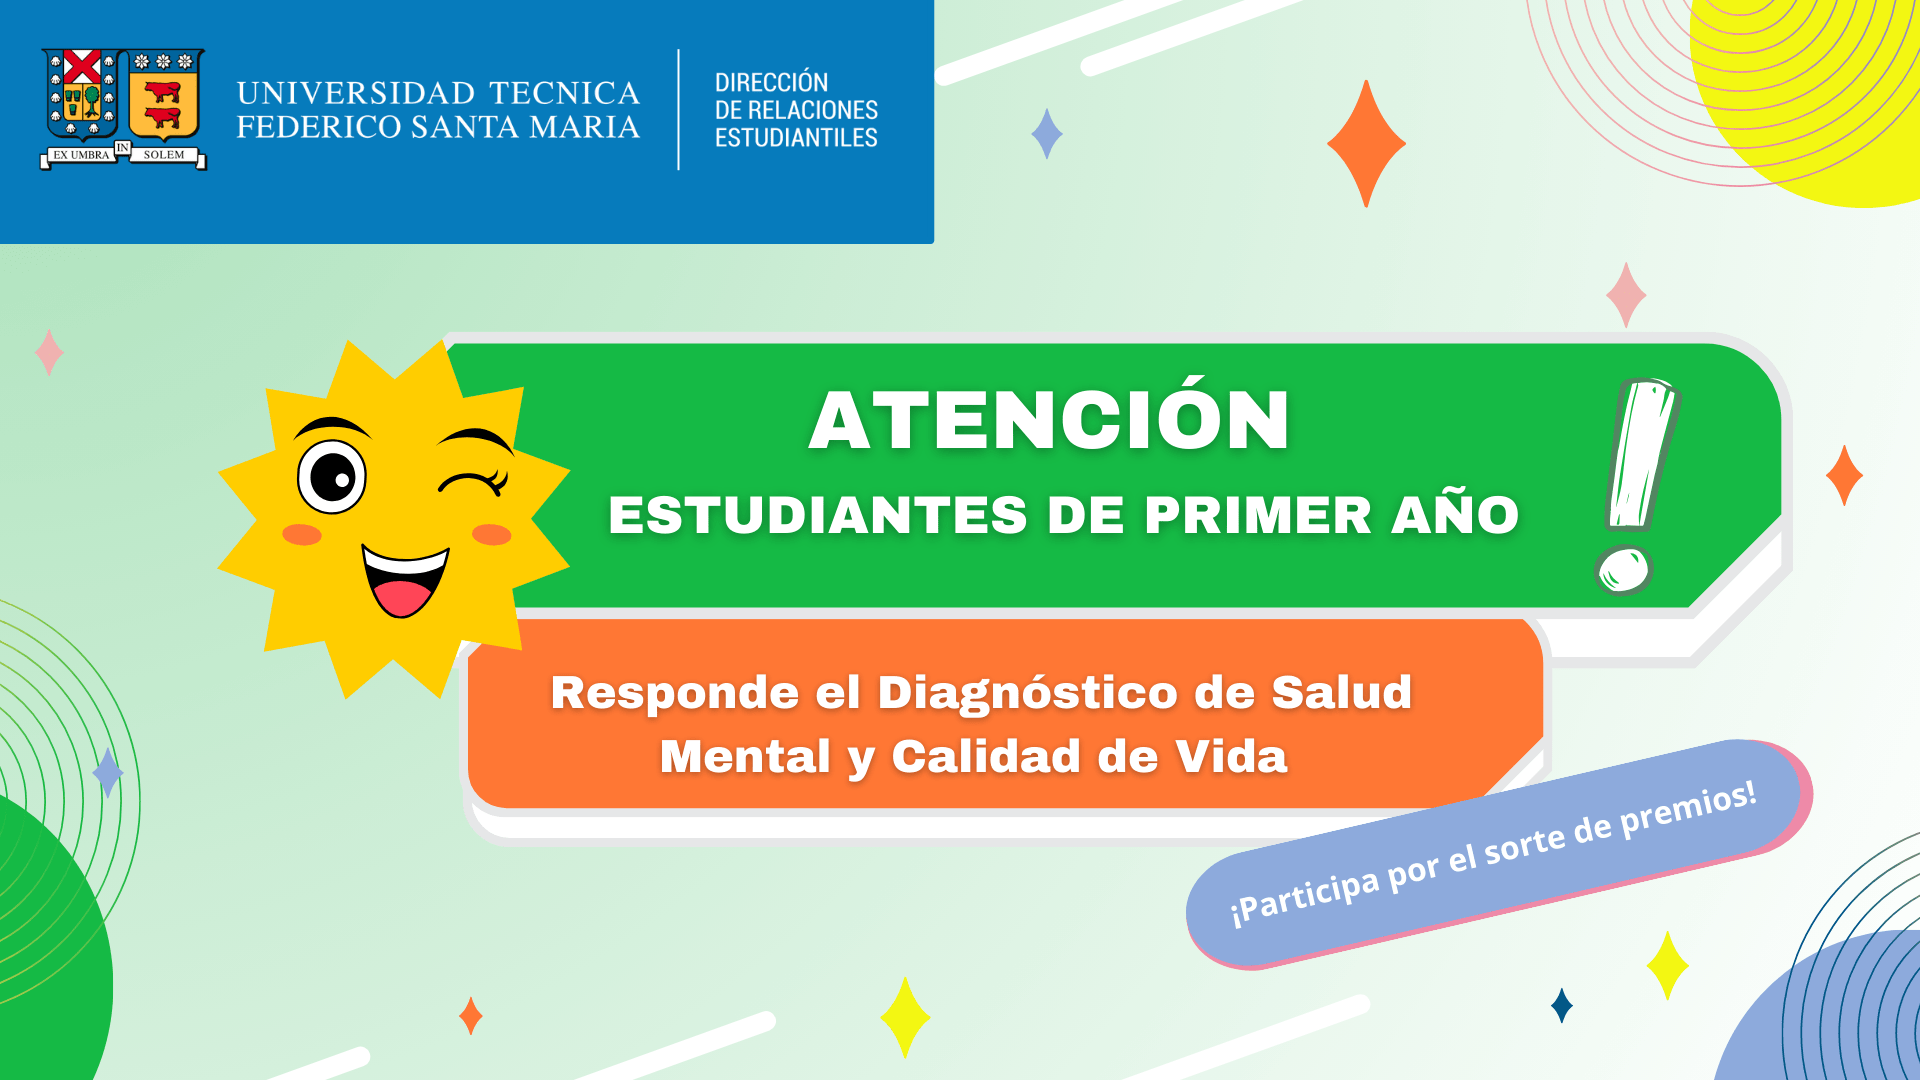 UNIVERSIDAD TECNICA
FEDERICO SANTA MARIA
EX UMBRA IN SOLEM
DIRECCIÓN
DE RELACIONES
ESTUDIANTILES
ATENCIÓN
ESTUDIANTES DE PRIMER AÑO
!
Responde el Diagnóstico de Salud
Mental y Calidad de Vida
¡Participa por el sorte de premios!